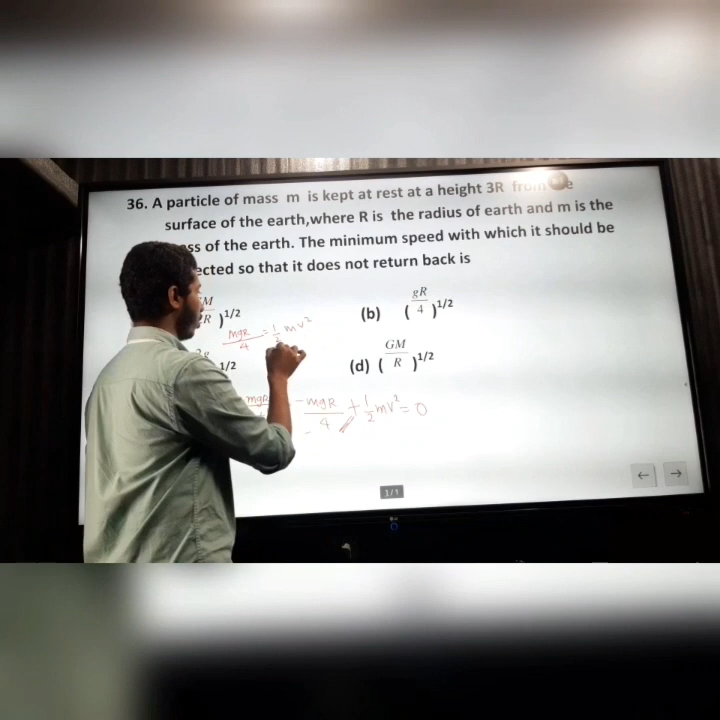 36. A particle of mass m is kept at rest at a height 3R from
surface of the earth,where R is the radius of earth and m is the
of the earth. The minimum speed with which it should be
so that it does not return back is
)^1/2
(b) (gR/4)^1/2
mgR/4 = 1/2 mv²
1/2
(d) (GM/R)^1/2
mgR
-mgR/4 + 1/2 mv² = 0
1/1
← →